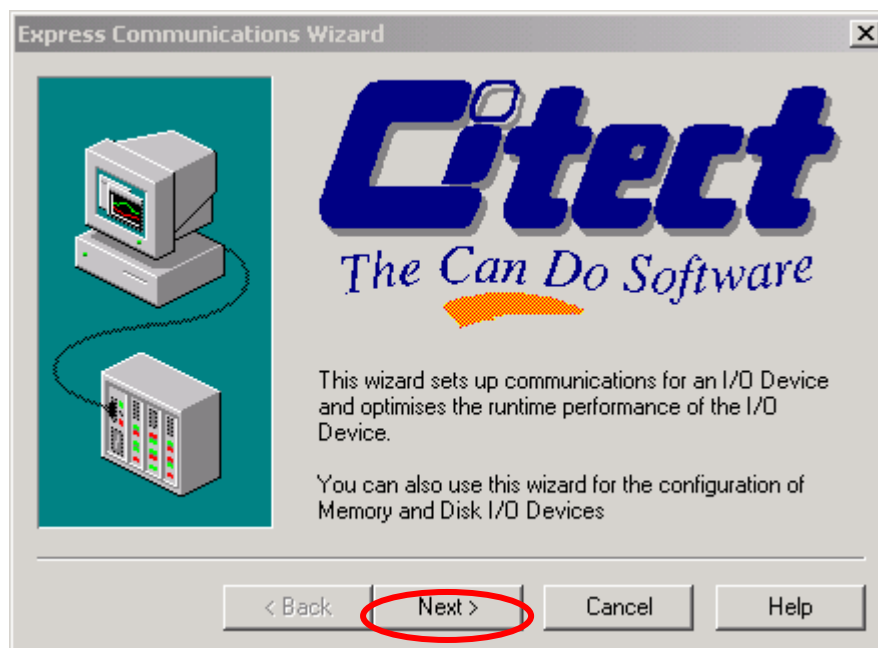 Express Communications Wizard
Citect
The Can Do Software
This wizard sets up communications for an I/O Device
and optimises the runtime performance of the I/O
Device.
You can also use this wizard for the configuration of
Memory and Disk I/O Devices
< Back
Next >
Cancel
Help